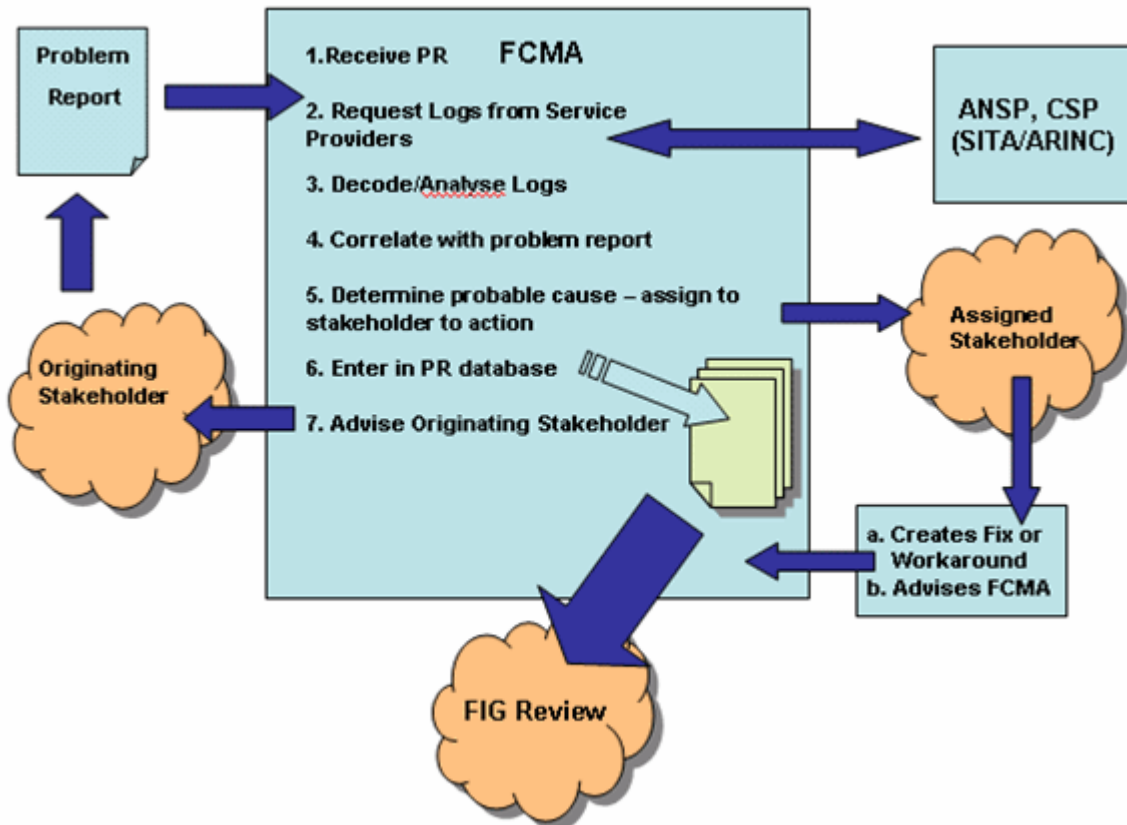 Problem
Report
1.Receive PR FCMA
2. Request Logs from Service
Providers
3. Decode/Analyse Logs
4. Correlate with problem report
5. Determine probable cause – assign to
stakeholder to action
6. Enter in PR database
7. Advise Originating Stakeholder
ANSP, CSP
(SITA/ARINC)
Assigned
Stakeholder
Originating
Stakeholder
a. Creates Fix or
Workaround
b. Advises FCMA
FIG Review